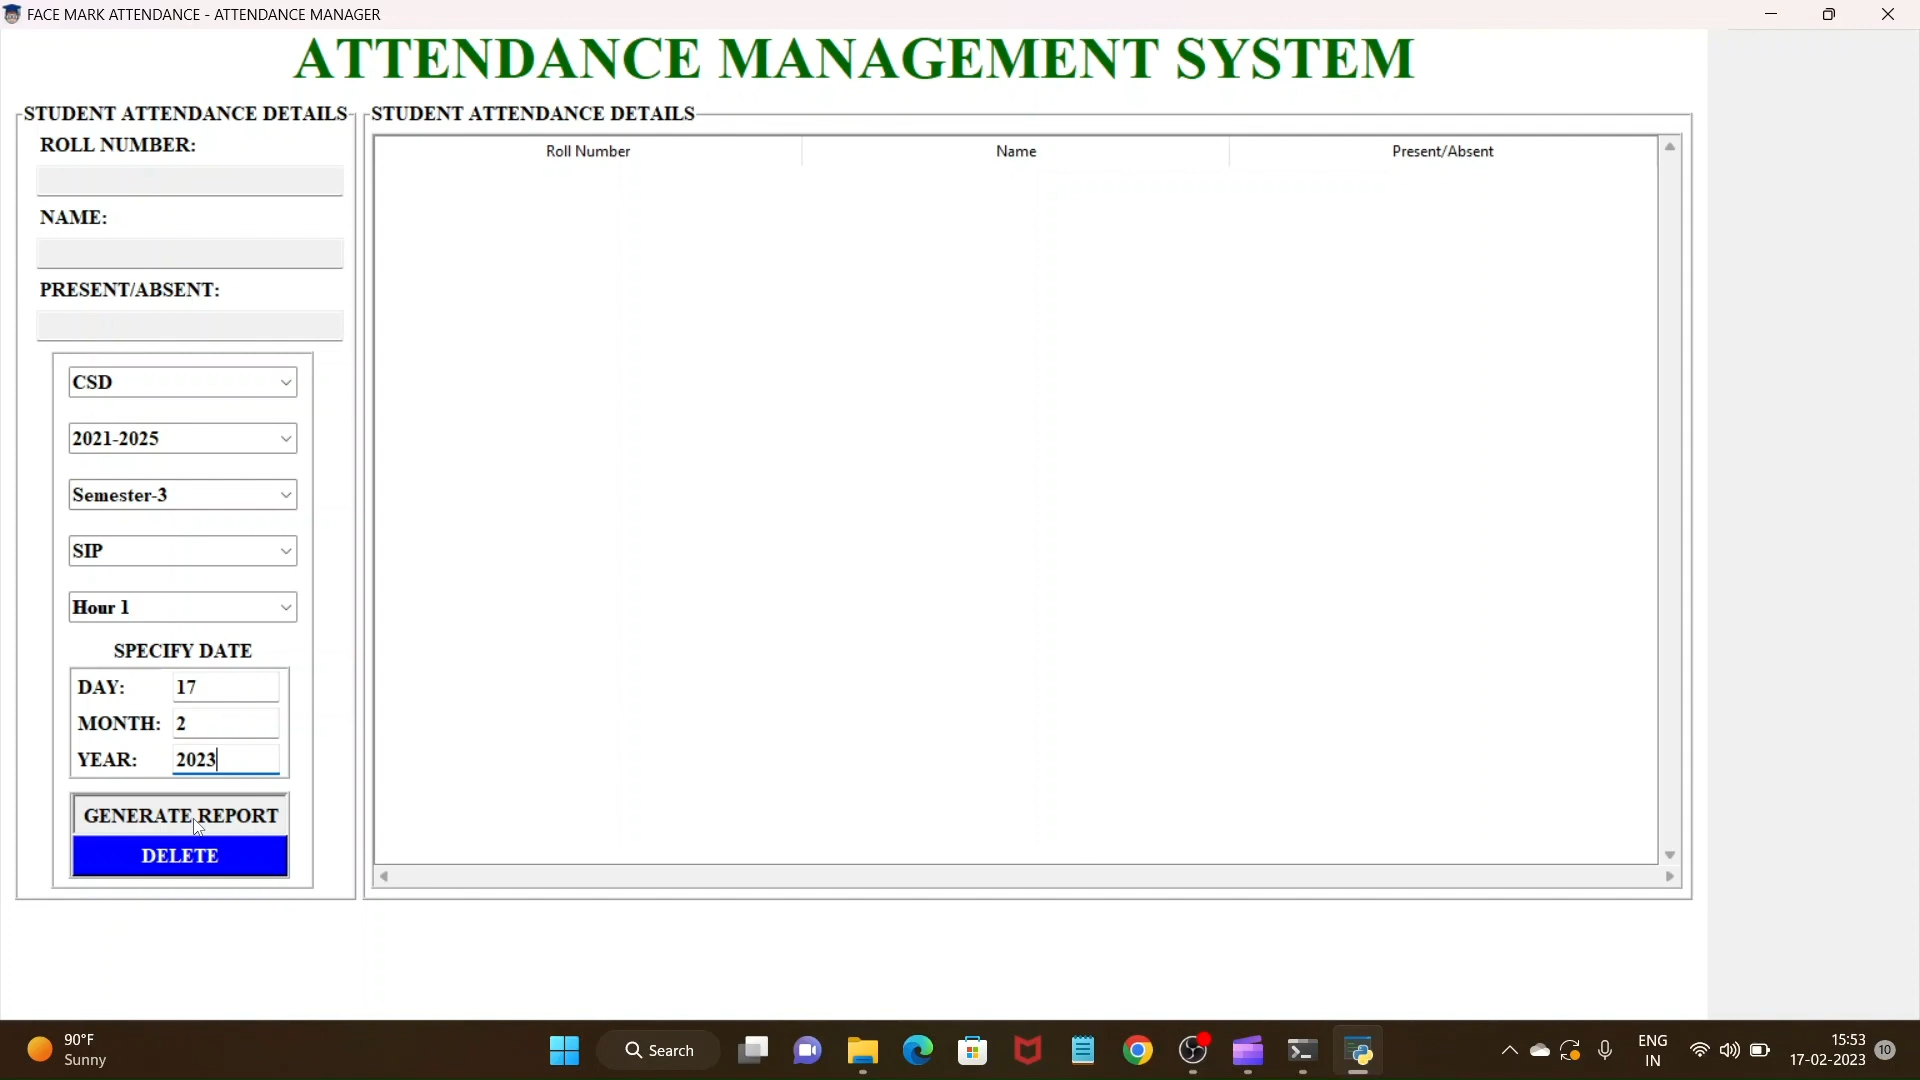 FACE MARK ATTENDANCE - ATTENDANCE MANAGER
ATTENDANCE MANAGEMENT SYSTEM
STUDENT ATTENDANCE DETAILS
ROLL NUMBER:
NAME:
PRESENT/ABSENT:
CSD
2021-2025
Semester-3
SIP
Hour 1
SPECIFY DATE
DAY: 17
MONTH: 2
YEAR: 2023
GENERATE REPORT
DELETE
STUDENT ATTENDANCE DETAILS
Roll Number Name Present/Absent
90°F
Sunny
Search
ENG
IN
15:53
17-02-2023
10